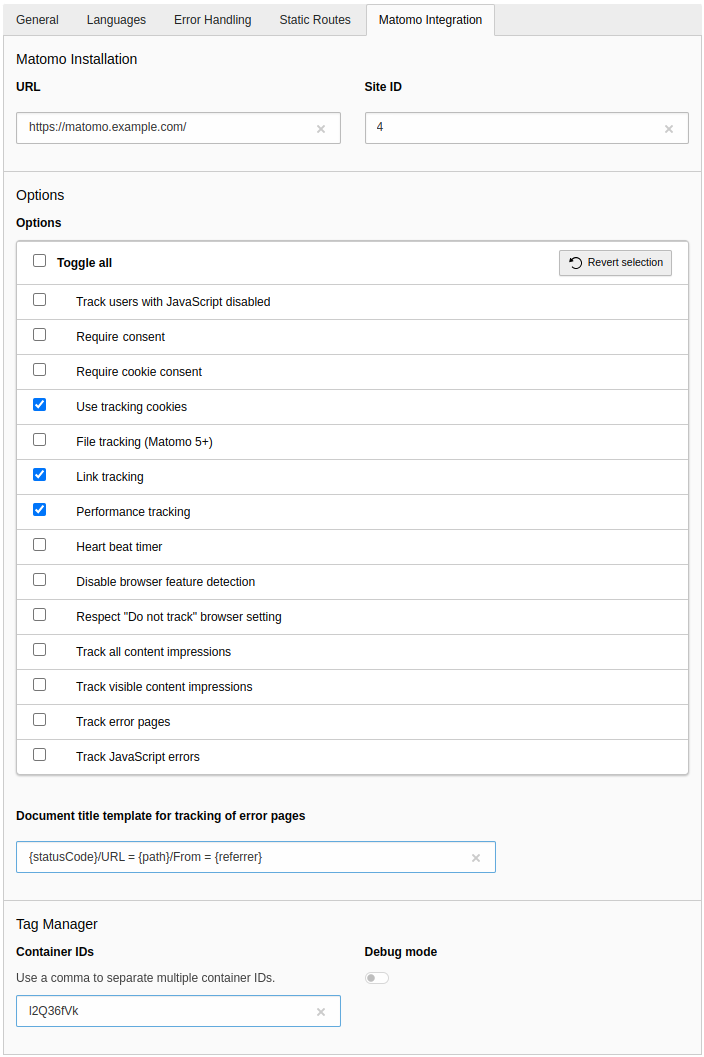 General Languages Error Handling Static Routes Matomo Integration
Matomo Installation
URL Site ID
https://matomo.example.com/ 4
Options
Options
Toggle all Revert selection
Track users with JavaScript disabled
Require consent
Require cookie consent
Use tracking cookies
File tracking (Matomo 5+)
Link tracking
Performance tracking
Heart beat timer
Disable browser feature detection
Respect "Do not track" browser setting
Track all content impressions
Track visible content impressions
Track error pages
Track JavaScript errors
Document title template for tracking of error pages
{statusCode}/URL = {path}/From = {referrer}
Tag Manager
Container IDs Debug mode
Use a comma to separate multiple container IDs.
l2Q36fVk